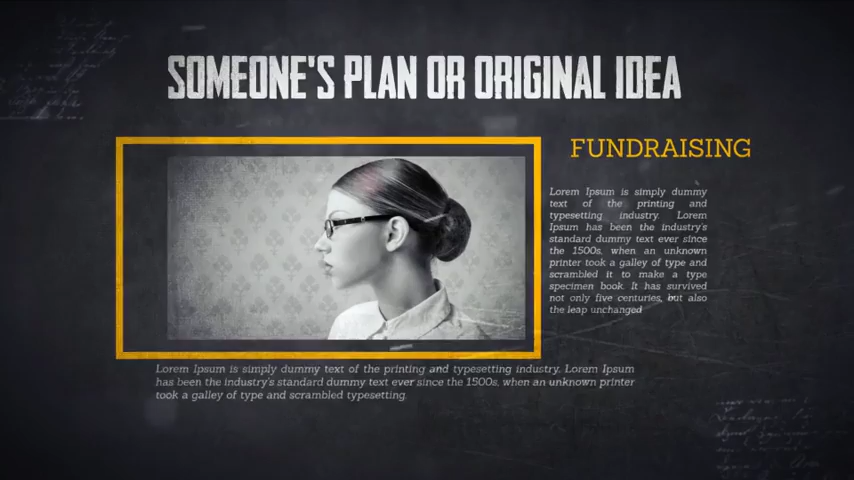 SOMEONE'S PLAN OR ORIGINAL IDEA
FUNDRAISING
Lorem Ipsum is simply dummy
text of the printing and
typesetting industry. Lorem
Ipsum has been the industry's
standard dummy text ever since
the 1500s, when an unknown
printer took a galley of type and
scrambled it to make a type
specimen book. It has survived
not only five centuries, but also
the leap unchanged
Lorem Ipsum is simply dummy text of the printing and typesetting industry. Lorem Ipsum
has been the industry's standard dummy text ever since the 1500s, when an unknown printer
took a galley of type and scrambled typesetting